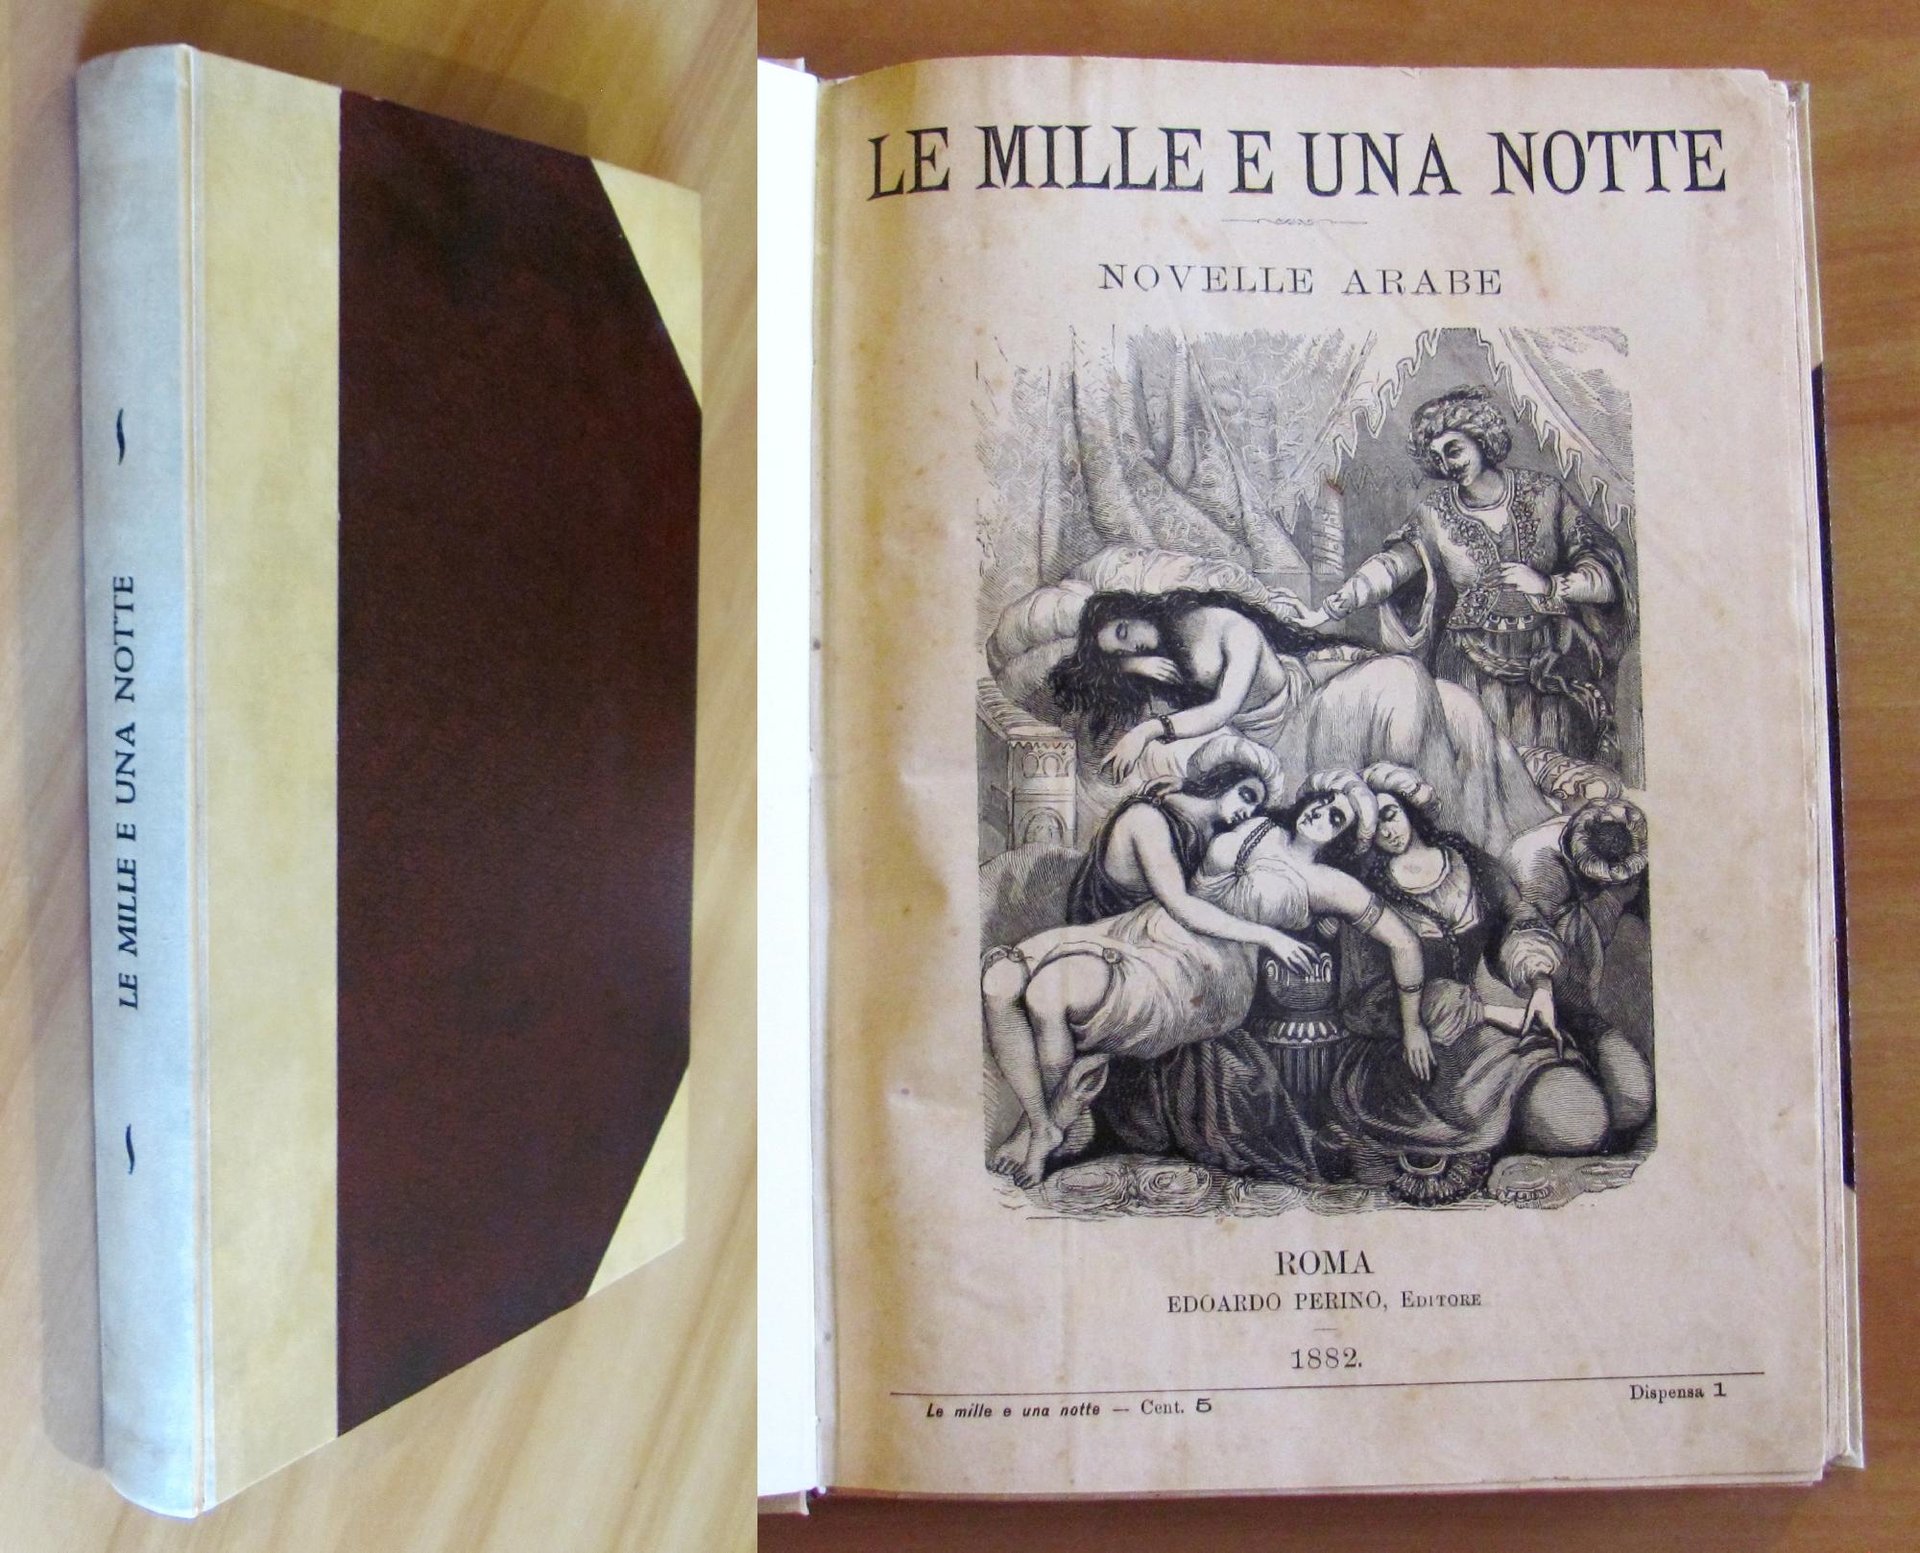 LE MILLE E UNA NOTTE
LE MILLE E UNA NOTTE
NOVELLE ARABE
ROMA
EDOARDO PERINO, EDITORE
1882.
Le mille e una notte — Cent. 5
Dispensa 1